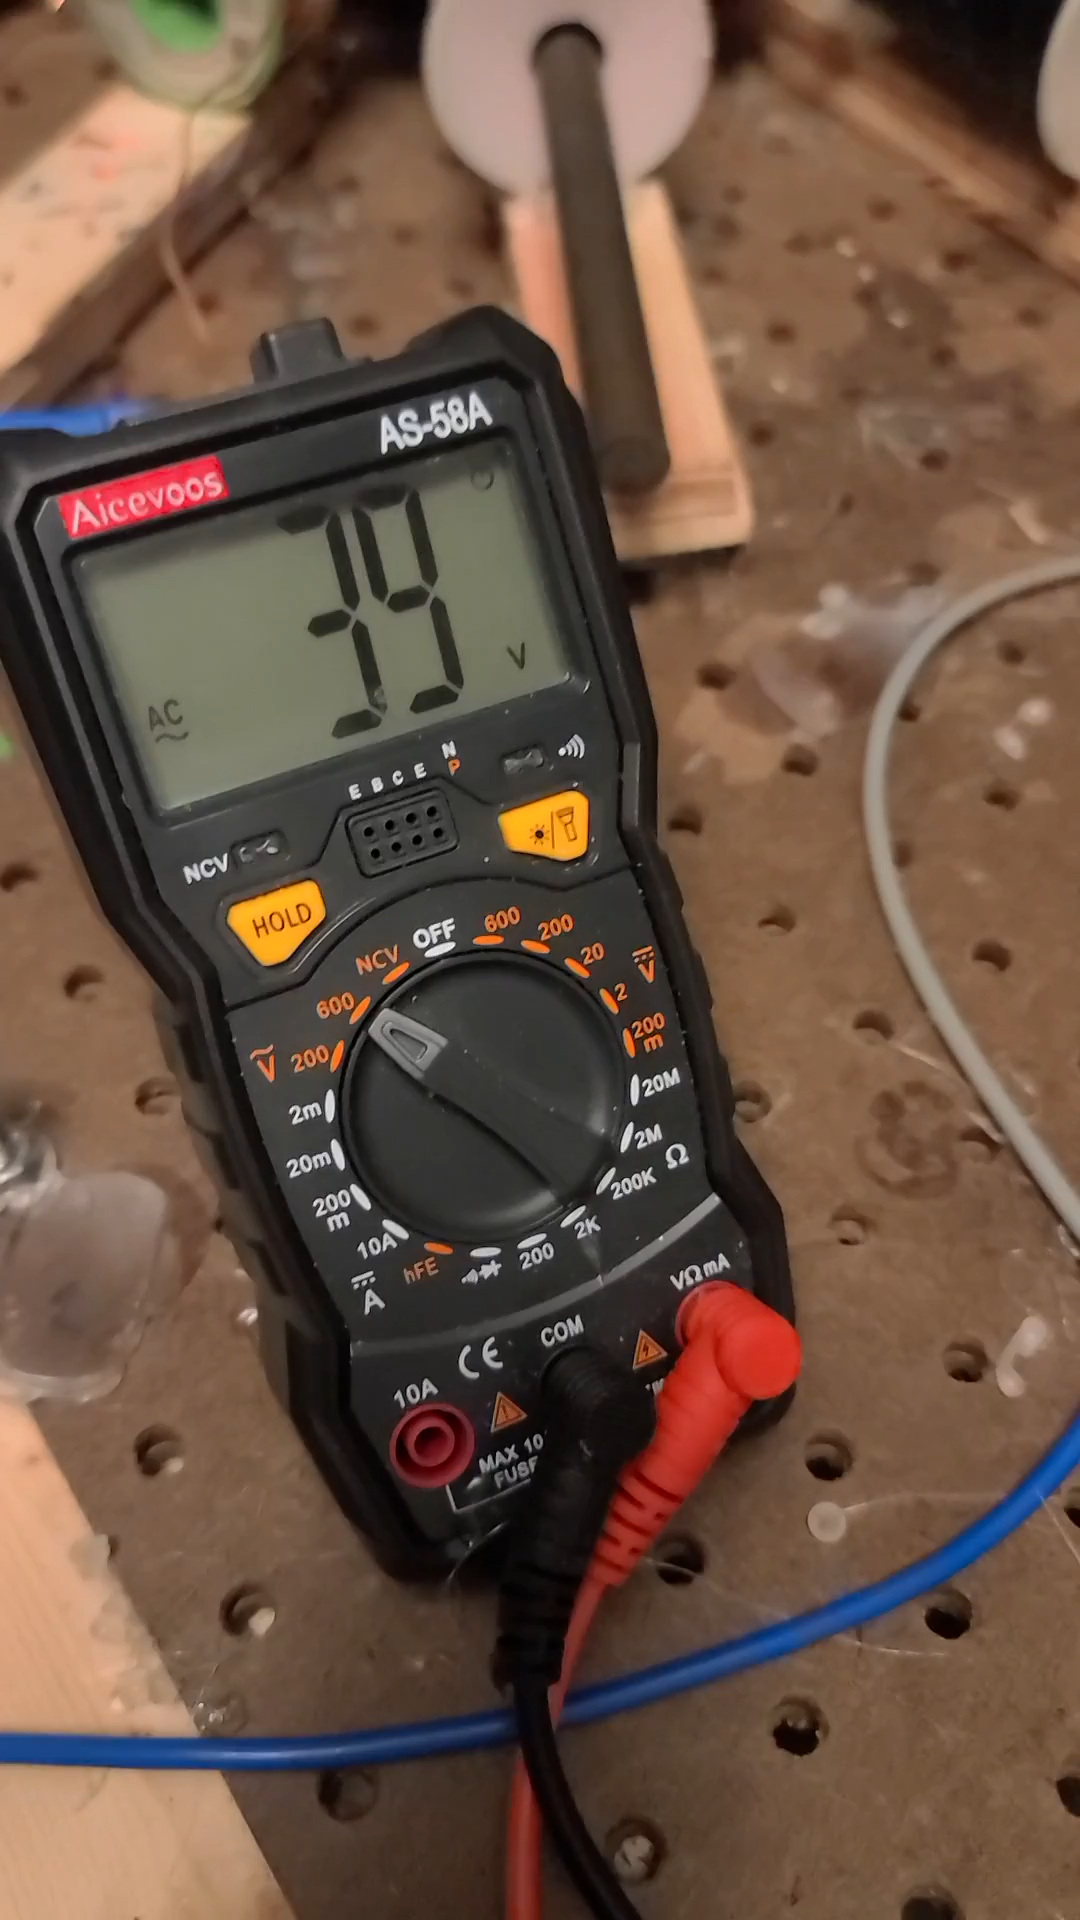 AS-58A
Aicevoos
39
V
AC
N
P
E B C E
NCV
HOLD
OFF
NCV
600
200
20
2
200
m
V
600
200
V
2m
20m
200
m
10A
A
hFE
200
2K
200K
2M
20M
Ω
VΩmA
COM
CE
10A
MAX 10
FUSE